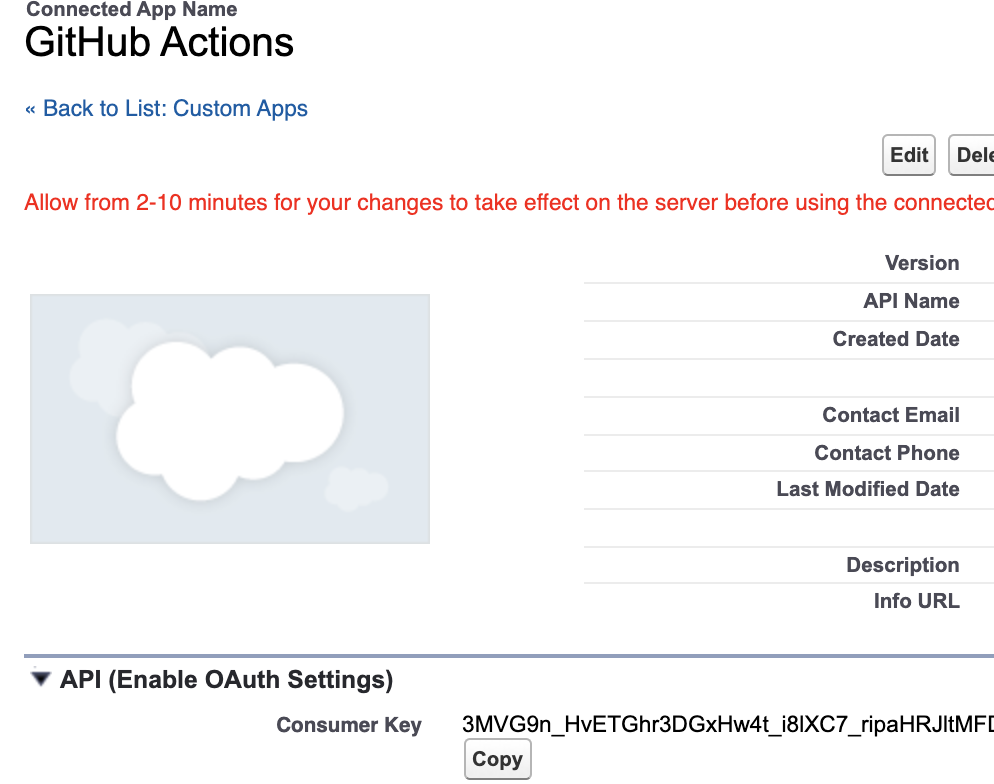 Connected App Name
GitHub Actions
« Back to List: Custom Apps
Edit
Dele
Allow from 2-10 minutes for your changes to take effect on the server before using the connected
Version
API Name
Created Date
Contact Email
Contact Phone
Last Modified Date
Description
Info URL
API (Enable OAuth Settings)
Consumer Key 3MVG9n_HvETGhr3DGxHw4t_i8lXC7_ripaHRJltMFD
Copy